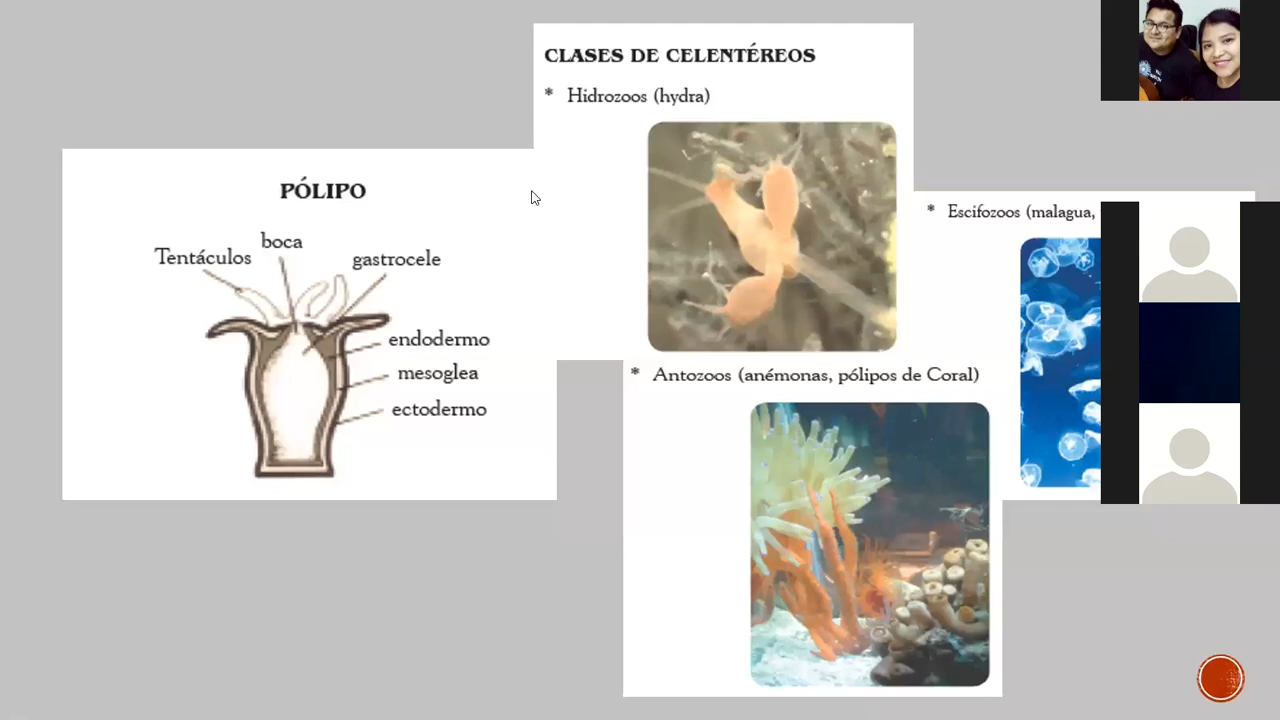 PÓLIPO
Tentáculos
boca
gastrocele
endodermo
mesoglea
ectodermo
CLASES DE CELENTÉREOS
* Hidrozoos (hydra)
* Escifozoos (malagua,
* Antozoos (anémonas, pólipos de Coral)